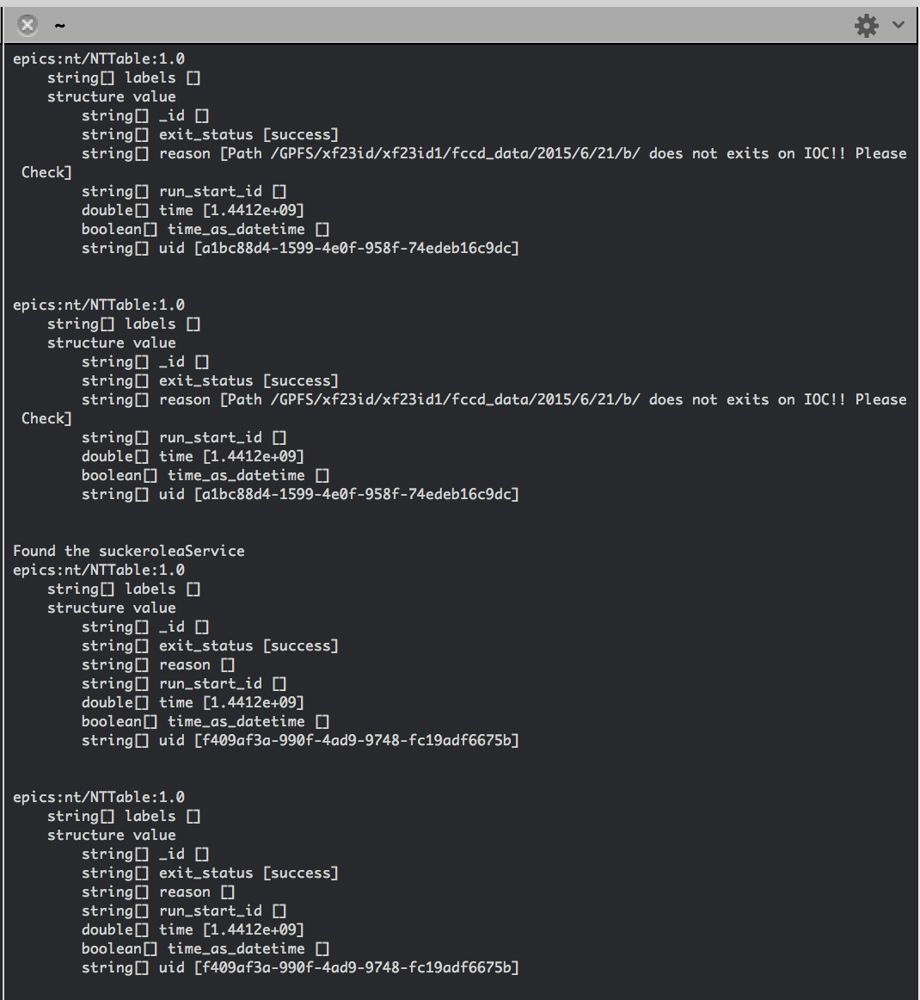 ~
epics:nt/NTTable:1.0
    string[] labels []
    structure value
        string[] _id []
        string[] exit_status [success]
        string[] reason [Path /GPFS/xf23id/xf23id1/fccd_data/2015/6/21/b/ does not exits on IOC!! Please
 Check]
        string[] run_start_id []
        double[] time [1.4412e+09]
        boolean[] time_as_datetime []
        string[] uid [a1bc88d4-1599-4e0f-958f-74edeb16c9dc]
epics:nt/NTTable:1.0
    string[] labels []
    structure value
        string[] _id []
        string[] exit_status [success]
        string[] reason [Path /GPFS/xf23id/xf23id1/fccd_data/2015/6/21/b/ does not exits on IOC!! Please
 Check]
        string[] run_start_id []
        double[] time [1.4412e+09]
        boolean[] time_as_datetime []
        string[] uid [a1bc88d4-1599-4e0f-958f-74edeb16c9dc]
Found the suckeroleaService
epics:nt/NTTable:1.0
    string[] labels []
    structure value
        string[] _id []
        string[] exit_status [success]
        string[] reason []
        string[] run_start_id []
        double[] time [1.4412e+09]
        boolean[] time_as_datetime []
        string[] uid [f409af3a-990f-4ad9-9748-fc19adf6675b]
epics:nt/NTTable:1.0
    string[] labels []
    structure value
        string[] _id []
        string[] exit_status [success]
        string[] reason []
        string[] run_start_id []
        double[] time [1.4412e+09]
        boolean[] time_as_datetime []
        string[] uid [f409af3a-990f-4ad9-9748-fc19adf6675b]